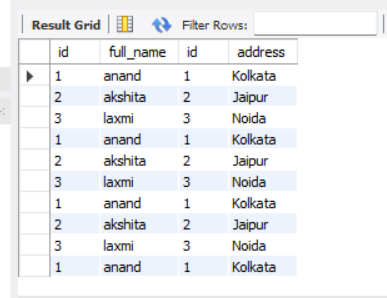 Result Grid Filter Rows:
id full_name id address
1 anand 1 Kolkata
2 akshita 2 Jaipur
3 laxmi 3 Noida
1 anand 1 Kolkata
2 akshita 2 Jaipur
3 laxmi 3 Noida
1 anand 1 Kolkata
2 akshita 2 Jaipur
3 laxmi 3 Noida
1 anand 1 Kolkata